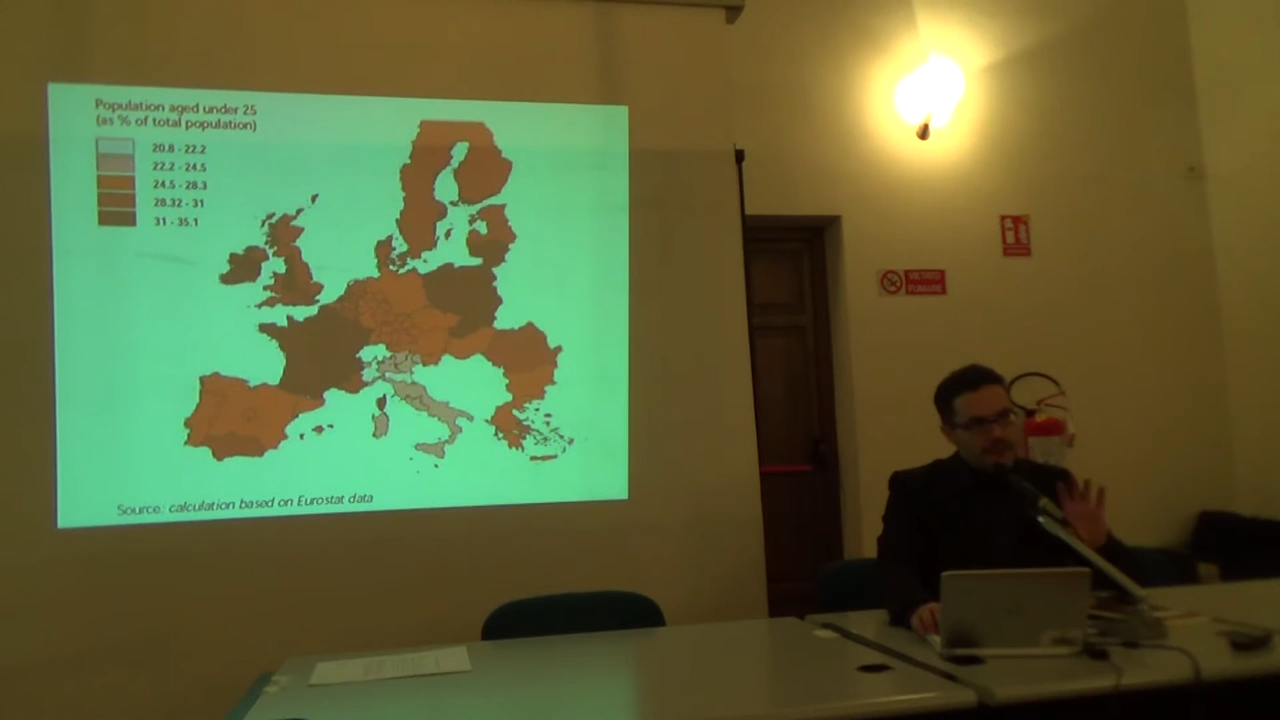 Population aged under 25
(as % of total population)
20.8 - 22.2
22.2 - 24.5
24.5 - 28.3
28.32 - 31
31 - 35.1
Source: calculation based on Eurostat data
VIETATO
FUMARE